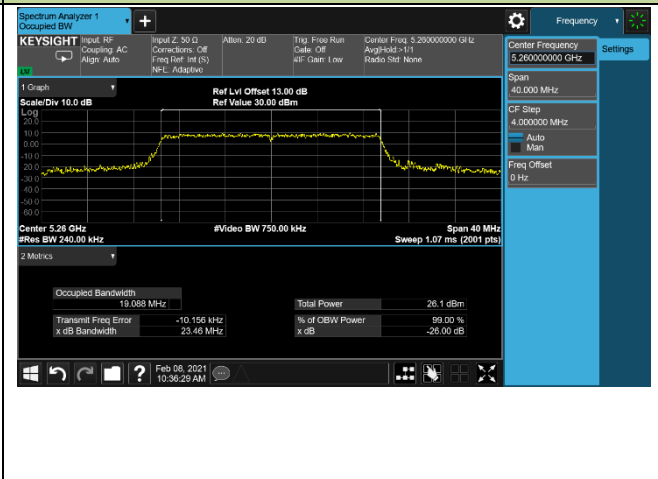 Spectrum Analyzer 1
Occupied BW
Frequency
KEYSIGHT
Input: RF
Coupling: AC
Align: Auto
Input Z: 50 Ω
Corrections: Off
Freq Ref: Int (S)
NFE: Adaptive
Atten: 20 dB
Trig: Free Run
Gate: Off
#IF Gain: Low
Center Freq: 5.260000000 GHz
Avg|Hold:>1/1
Radio Std: None
Center Frequency
5.260000000 GHz
Settings
Span
40.000 MHz
CF Step
4.000000 MHz
Auto
Man
Freq Offset
0 Hz
1 Graph
Scale/Div 10.0 dB
Ref Lvl Offset 13.00 dB
Ref Value 30.00 dBm
Log
20.0
10.0
0.00
-10.0
-20.0
-30.0
-40.0
-50.0
-60.0
Center 5.26 GHz
#Res BW 240.00 kHz
#Video BW 750.00 kHz
Span 40 MHz
Sweep 1.07 ms (2001 pts)
2 Metrics
Occupied Bandwidth
19.088 MHz
Transmit Freq Error -10.156 kHz
x dB Bandwidth 23.46 MHz
Total Power 26.1 dBm
% of OBW Power 99.00 %
x dB -26.00 dB
?
Feb 08, 2021
10:36:29 AM